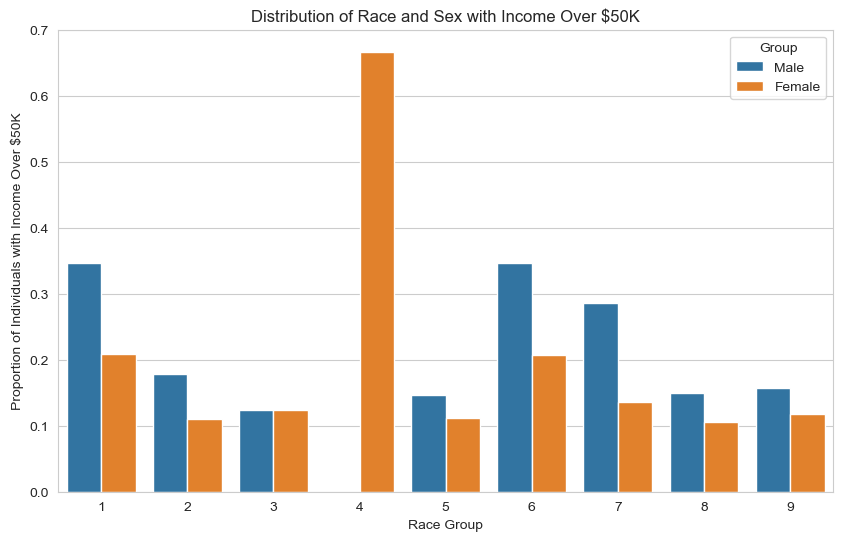 Distribution of Race and Sex with Income Over $50K
Proportion of Individuals with Income Over $50K
0.7
0.6
0.5
0.4
0.3
0.2
0.1
0.0
Group
Male
Female
1 2 3 4 5 6 7 8 9
Race Group